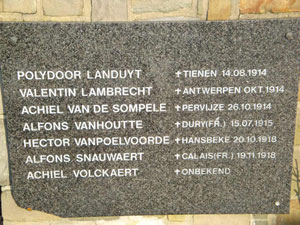 POLYDOOR LANDUYT ✝TIENEN 14.08.1914
VALENTIN LAMBRECHT ✝ANTWERPEN OKT.1914
ACHIEL VAN DE SOMPELE ✝PERVIJZE 26.10.1914
ALFONS VANHOUTTE ✝DURY(FR.) 15.07.1915
HECTOR VANPOELVOORDE ✝HANSBEKE 20.10.1918
ALFONS SNAUWAERT ✝CALAIS(FR.) 19.11.1918
ACHIEL VOLCKAERT ✝ONBEKEND